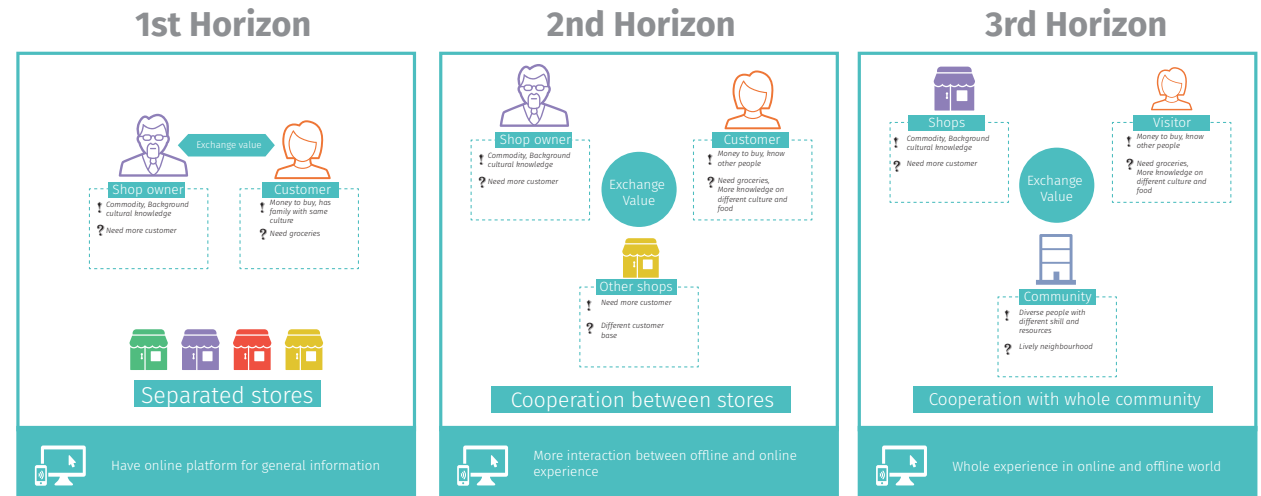 1st Horizon
Exchange value
Shop owner
! Commodity, Background
cultural knowledge
? Need more customer
Customer
! Money to buy, has
family with same
culture
? Need groceries
Separated stores
Have online platform for general information
2nd Horizon
Shop owner
! Commodity, Background
cultural knowledge
? Need more customer
Exchange
Value
Customer
! Money to buy, know
other people
? Need groceries,
More knowledge on
different culture and
food
Other shops
! Need more customer
? Different customer
base
Cooperation between stores
More interaction between offline and online
experience
3rd Horizon
Shops
! Commodity, Background
cultural knowledge
? Need more customer
Exchange
Value
Visitor
! Money to buy, know
other people
? Need groceries,
More knowledge on
different culture and
food
Community
! Diverse people with
different skill and
resources
? Lively neighbourhood
Cooperation with whole community
Whole experience in online and offline world